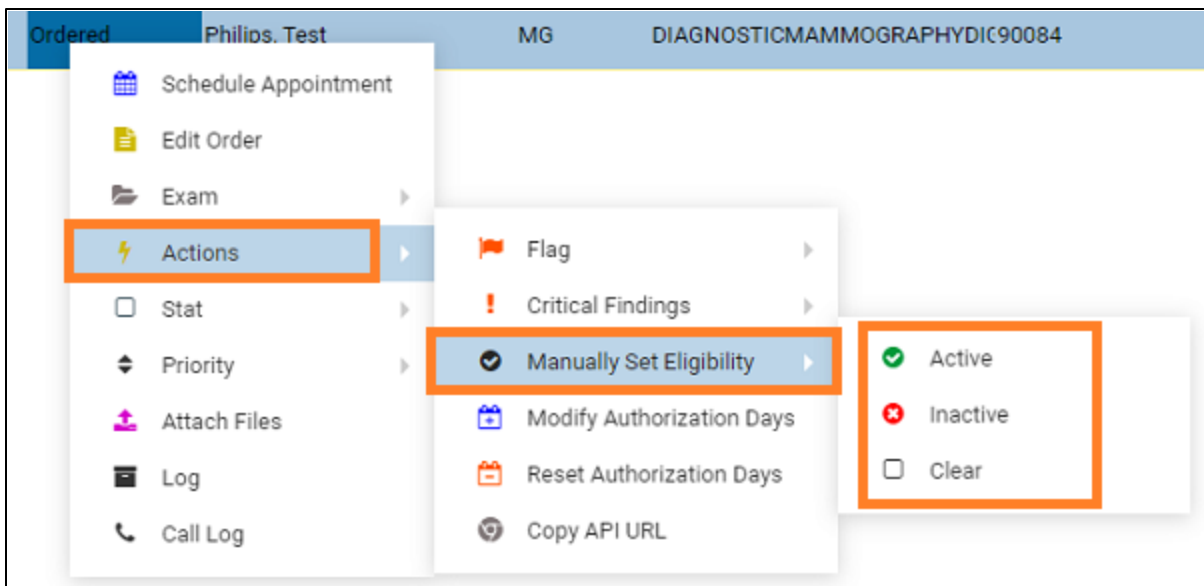 Ordered Philips, Test MG DIAGNOSTICMAMMOGRAPHYDI(90084
Schedule Appointment
Edit Order
Exam
Actions
Stat
Priority
Attach Files
Log
Call Log
Flag
Critical Findings
Manually Set Eligibility
Modify Authorization Days
Reset Authorization Days
Copy API URL
Active
Inactive
Clear